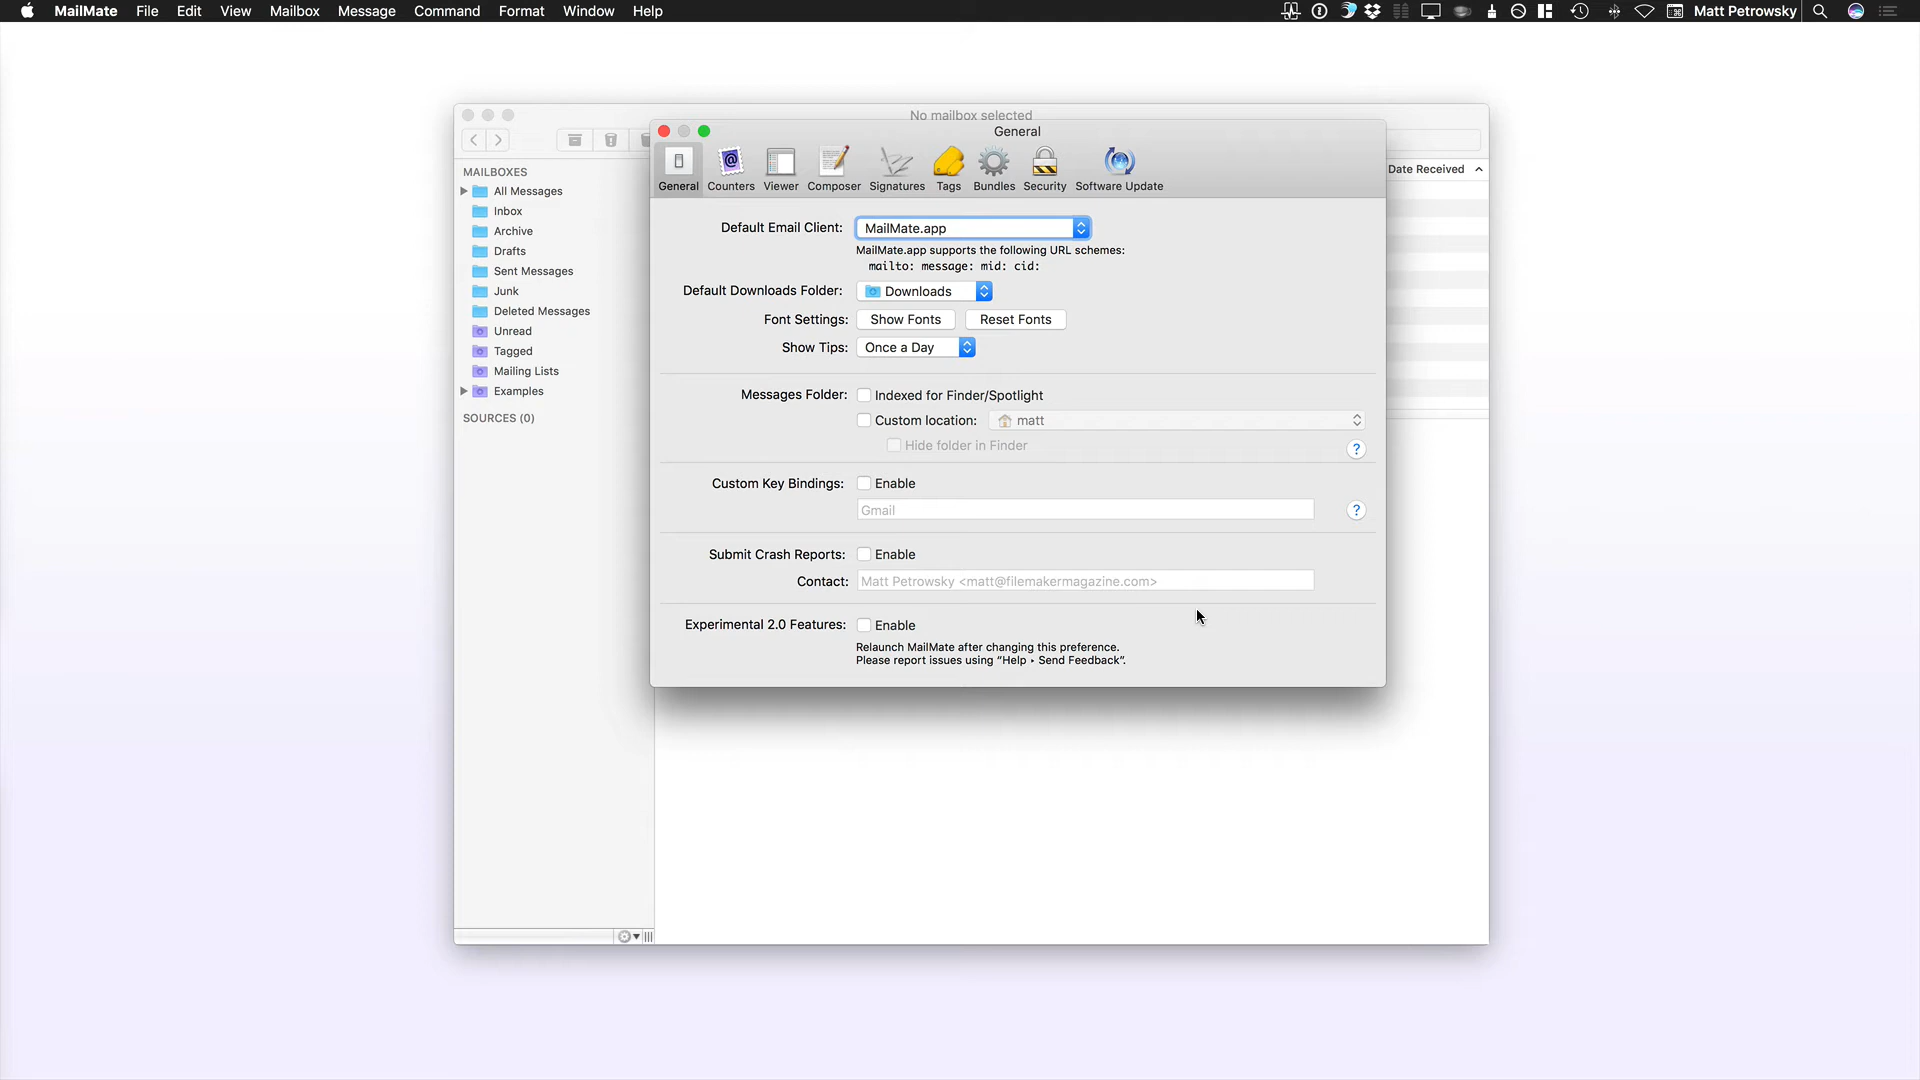 MailMate File Edit View Mailbox Message Command Format Window Help Matt Petrowsky
No mailbox selected
General
General Counters Viewer Composer Signatures Tags Bundles Security Software Update
MAILBOXES
All Messages
Inbox
Archive
Drafts
Sent Messages
Junk
Deleted Messages
Unread
Tagged
Mailing Lists
Examples
SOURCES (0)
Date Received
Default Email Client: MailMate.app
MailMate.app supports the following URL schemes:
mailto: message: mid: cid:
Default Downloads Folder: Downloads
Font Settings: Show Fonts Reset Fonts
Show Tips: Once a Day
Messages Folder: Indexed for Finder/Spotlight
Custom location: matt
Hide folder in Finder
?
Custom Key Bindings: Enable
Gmail ?
Submit Crash Reports: Enable
Contact: Matt Petrowsky <matt@filemakermagazine.com>
Experimental 2.0 Features: Enable
Relaunch MailMate after changing this preference.
Please report issues using “Help ▸ Send Feedback”.